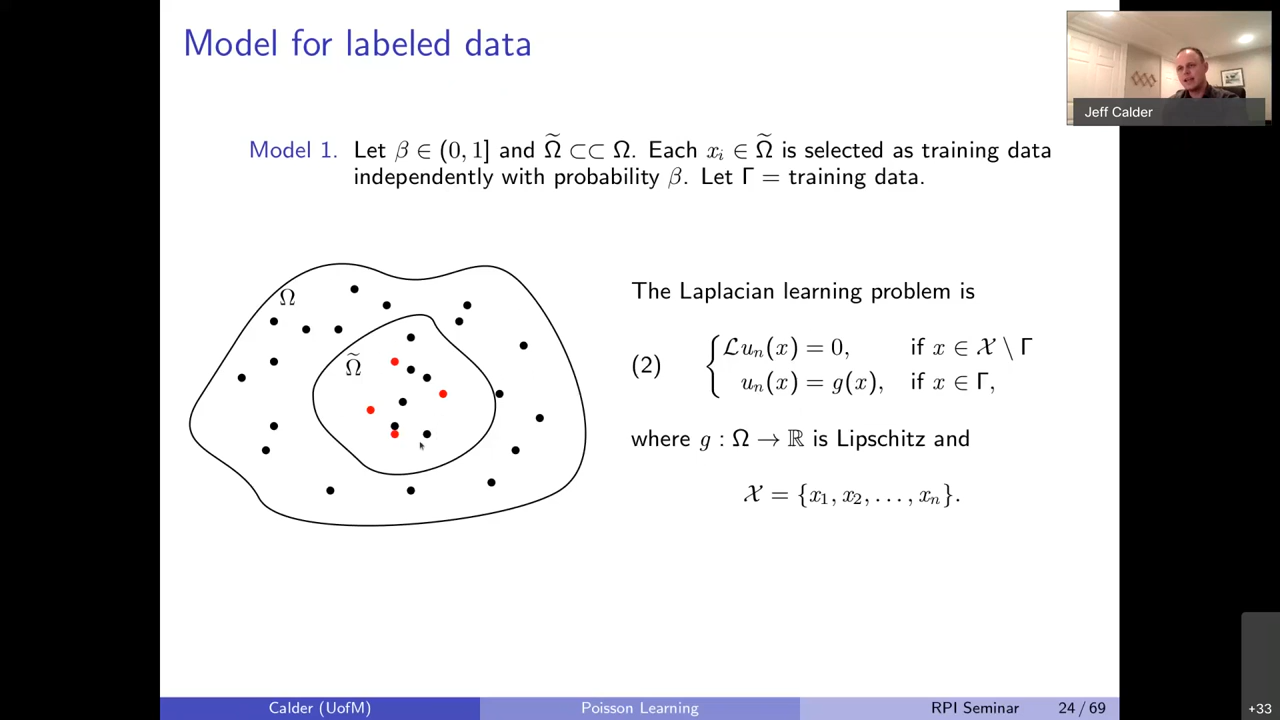 Model for labeled data
Jeff Calder
Model 1. Let β ∈ (0, 1] and Ω̃ ⊂⊂ Ω. Each xᵢ ∈ Ω̃ is selected as training data
independently with probability β. Let Γ = training data.
Ω
Ω̃
The Laplacian learning problem is
(2) { ℒuₙ(x) = 0, if x ∈ 𝒳 \ Γ
uₙ(x) = g(x), if x ∈ Γ,
where g : Ω → ℝ is Lipschitz and
𝒳 = {x₁, x₂, . . . , xₙ}.
Calder (UofM) Poisson Learning RPI Seminar 24 / 69
+33